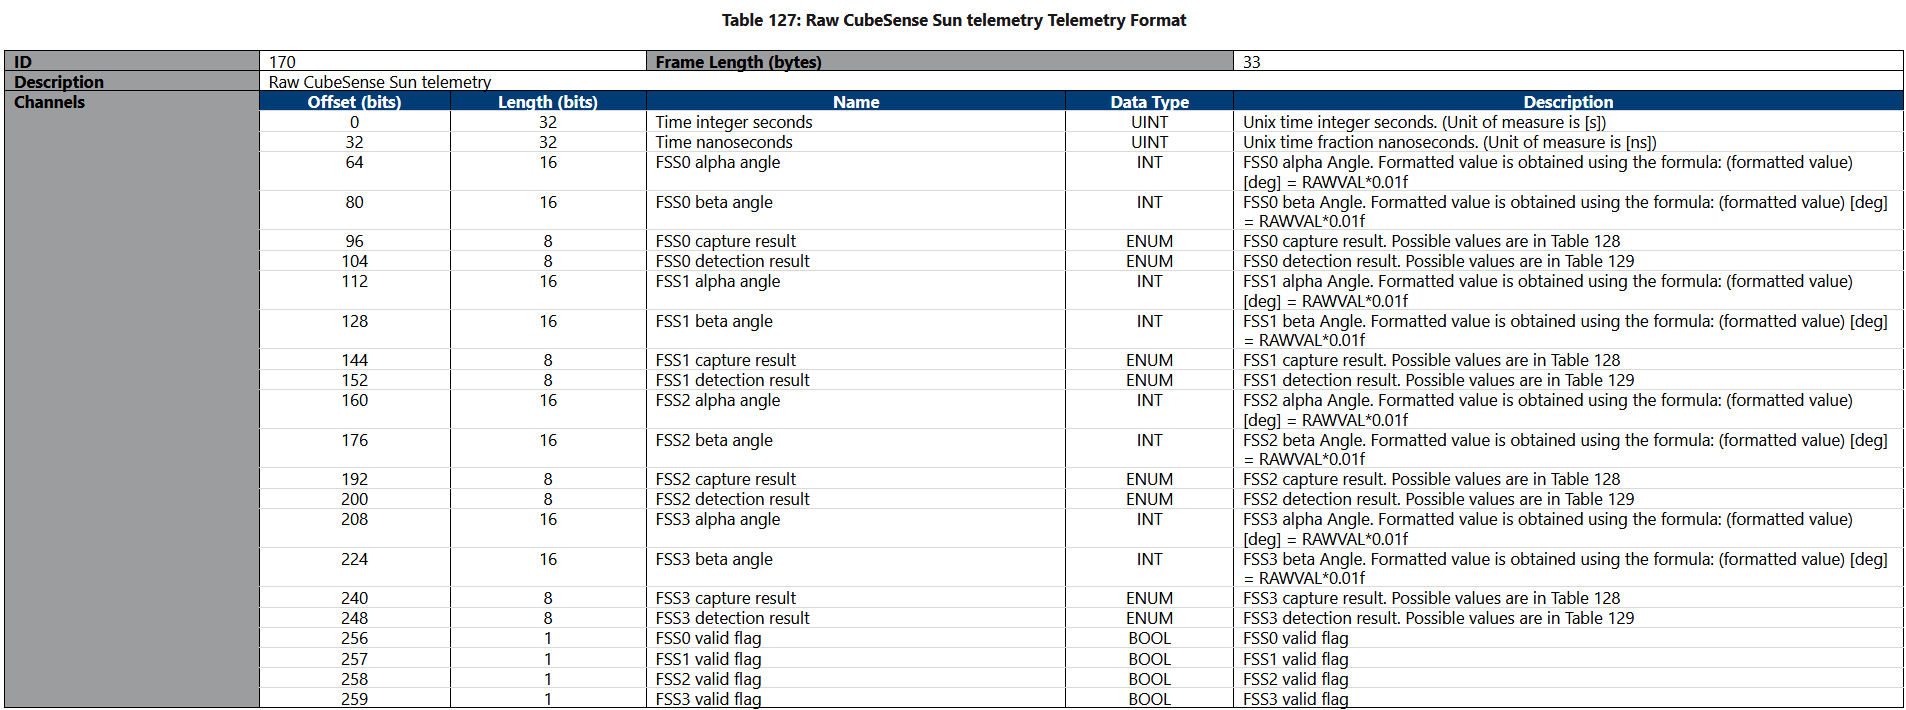 Table 127: Raw CubeSense Sun telemetry Telemetry Format
ID 170 Frame Length (bytes) 33
Description Raw CubeSense Sun telemetry
Channels Offset (bits) Length (bits) Name Data Type Description
0 32 Time integer seconds UINT Unix time integer seconds. (Unit of measure is [s])
32 32 Time nanoseconds UINT Unix time fraction nanoseconds. (Unit of measure is [ns])
64 16 FSS0 alpha angle INT FSS0 alpha Angle. Formatted value is obtained using the formula: (formatted value)
[deg] = RAWVAL*0.01f
80 16 FSS0 beta angle INT FSS0 beta Angle. Formatted value is obtained using the formula: (formatted value) [deg]
= RAWVAL*0.01f
96 8 FSS0 capture result ENUM FSS0 capture result. Possible values are in Table 128
104 8 FSS0 detection result ENUM FSS0 detection result. Possible values are in Table 129
112 16 FSS1 alpha angle INT FSS1 alpha Angle. Formatted value is obtained using the formula: (formatted value)
[deg] = RAWVAL*0.01f
128 16 FSS1 beta angle INT FSS1 beta Angle. Formatted value is obtained using the formula: (formatted value) [deg]
= RAWVAL*0.01f
144 8 FSS1 capture result ENUM FSS1 capture result. Possible values are in Table 128
152 8 FSS1 detection result ENUM FSS1 detection result. Possible values are in Table 129
160 16 FSS2 alpha angle INT FSS2 alpha Angle. Formatted value is obtained using the formula: (formatted value)
[deg] = RAWVAL*0.01f
176 16 FSS2 beta angle INT FSS2 beta Angle. Formatted value is obtained using the formula: (formatted value) [deg]
= RAWVAL*0.01f
192 8 FSS2 capture result ENUM FSS2 capture result. Possible values are in Table 128
200 8 FSS2 detection result ENUM FSS2 detection result. Possible values are in Table 129
208 16 FSS3 alpha angle INT FSS3 alpha Angle. Formatted value is obtained using the formula: (formatted value)
[deg] = RAWVAL*0.01f
224 16 FSS3 beta angle INT FSS3 beta Angle. Formatted value is obtained using the formula: (formatted value) [deg]
= RAWVAL*0.01f
240 8 FSS3 capture result ENUM FSS3 capture result. Possible values are in Table 128
248 8 FSS3 detection result ENUM FSS3 detection result. Possible values are in Table 129
256 1 FSS0 valid flag BOOL FSS0 valid flag
257 1 FSS1 valid flag BOOL FSS1 valid flag
258 1 FSS2 valid flag BOOL FSS2 valid flag
259 1 FSS3 valid flag BOOL FSS3 valid flag